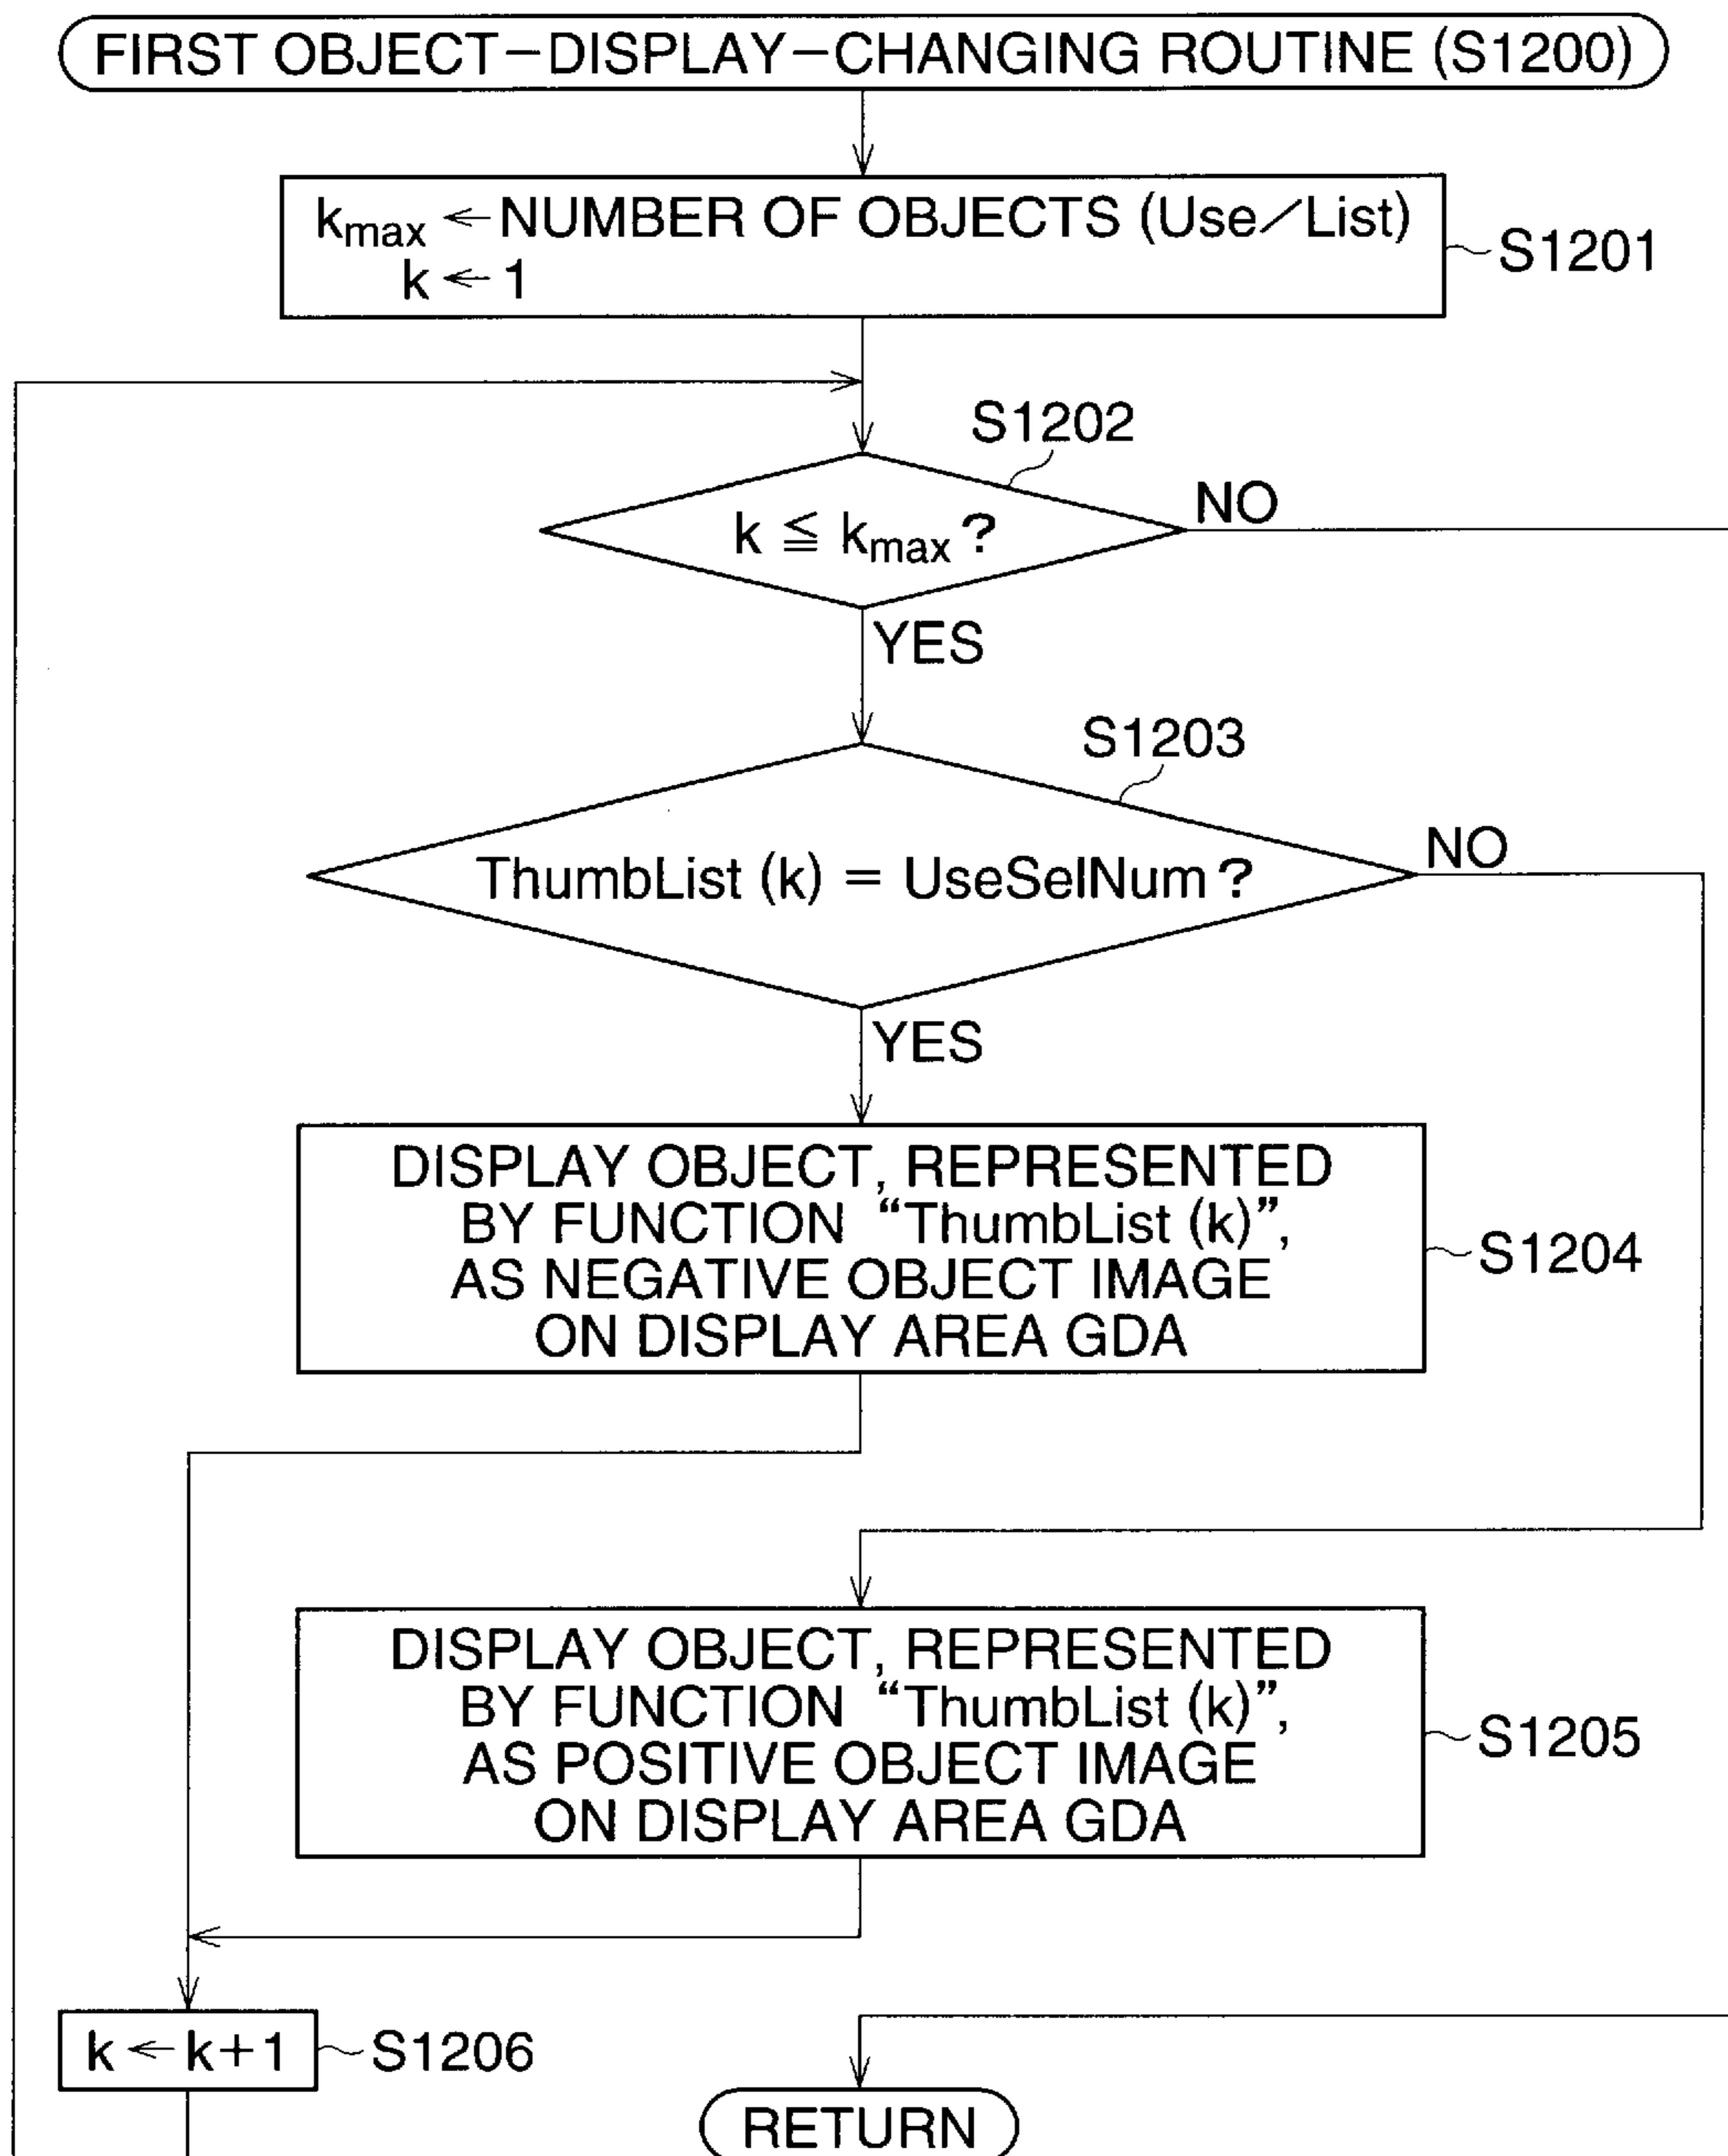 FIRST OBJECT-DISPLAY-CHANGING ROUTINE (S1200)
kmax ← NUMBER OF OBJECTS (Use/List)
k ← 1
S1201
S1202
k ≦ kmax ?
NO
YES
S1203
ThumbList (k) = UseSelNum ?
NO
YES
DISPLAY OBJECT, REPRESENTED
BY FUNCTION “ThumbList (k)”,
AS NEGATIVE OBJECT IMAGE
ON DISPLAY AREA GDA
S1204
DISPLAY OBJECT, REPRESENTED
BY FUNCTION “ThumbList (k)”,
AS POSITIVE OBJECT IMAGE
ON DISPLAY AREA GDA
S1205
k ← k+1
S1206
RETURN